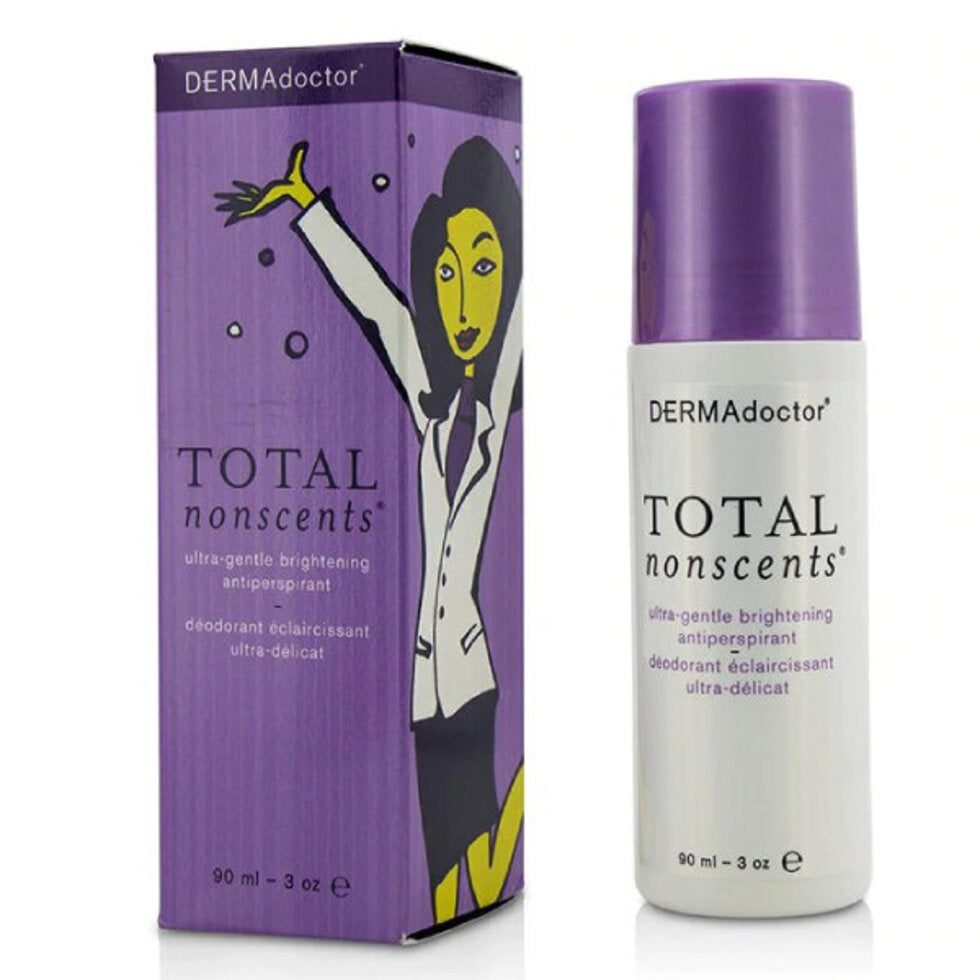 DERMAdoctor®
TOTAL
nonscents®
ultra-gentle brightening
antiperspirant
-
déodorant éclaircissant
ultra-délicat
90 ml – 3 oz ℮
DERMAdoctor®
TOTAL
nonscents®
ultra-gentle brightening
antiperspirant
-
déodorant éclaircissant
ultra-délicat
90 ml – 3 oz ℮